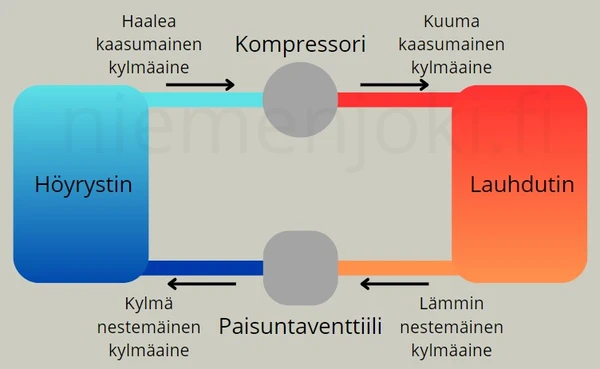 Haalea
kaasumainen
kylmäaine
Kompressori
Kuuma
kaasumainen
kylmäaine
niemenjoki.fi
Höyrystin
Lauhdutin
Kylmä
nestemäinen
kylmäaine
Paisuntaventtiili
Lämmin
nestemäinen
kylmäaine